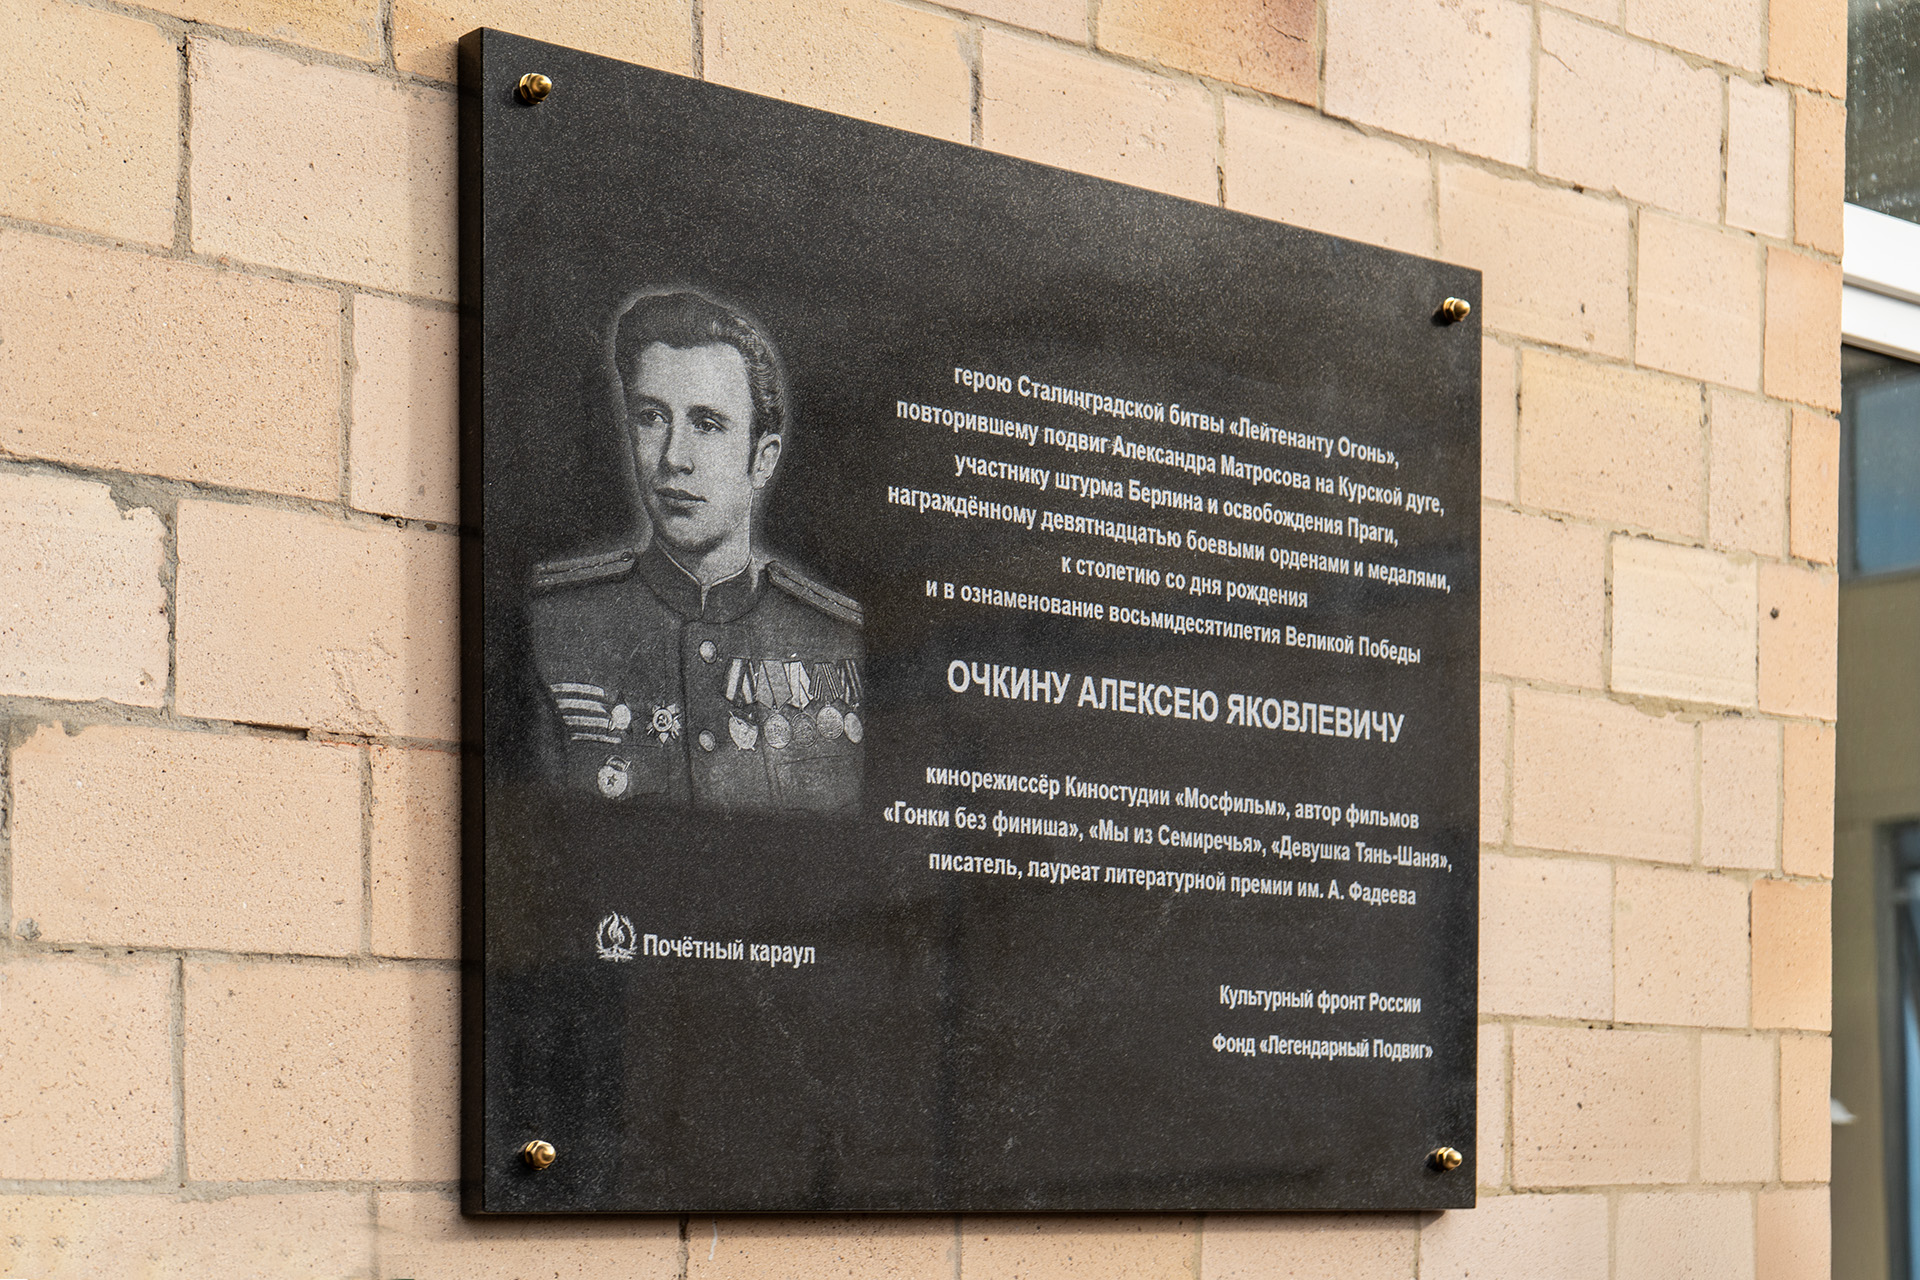 герою Сталинградской битвы «Лейтенанту Огонь»,
повторившему подвиг Александра Матросова на Курской дуге,
участнику штурма Берлина и освобождения Праги,
награждённому девятнадцатью боевыми орденами и медалями,
к столетию со дня рождения
и в ознаменование восьмидесятилетия Великой Победы
ОЧКИНУ АЛЕКСЕЮ ЯКОВЛЕВИЧУ
кинорежиссёр Киностудии «Мосфильм», автор фильмов
«Гонки без финиша», «Мы из Семиречья», «Девушка Тянь-Шаня»,
писатель, лауреат литературной премии им. А. Фадеева
Почётный караул
Культурный фронт России
Фонд «Легендарный Подвиг»